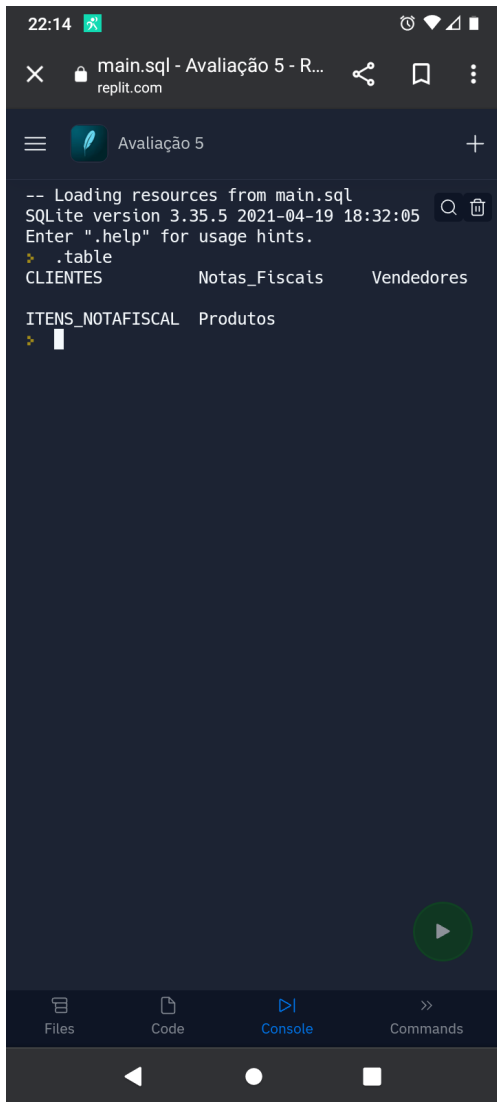 22:14
main.sql - Avaliação 5 - R...
replit.com
Avaliação 5
-- Loading resources from main.sql
SQLite version 3.35.5 2021-04-19 18:32:05
Enter ".help" for usage hints.
> .table
CLIENTES Notas_Fiscais Vendedores
ITENS_NOTAFISCAL Produtos
>
Files Code Console Commands